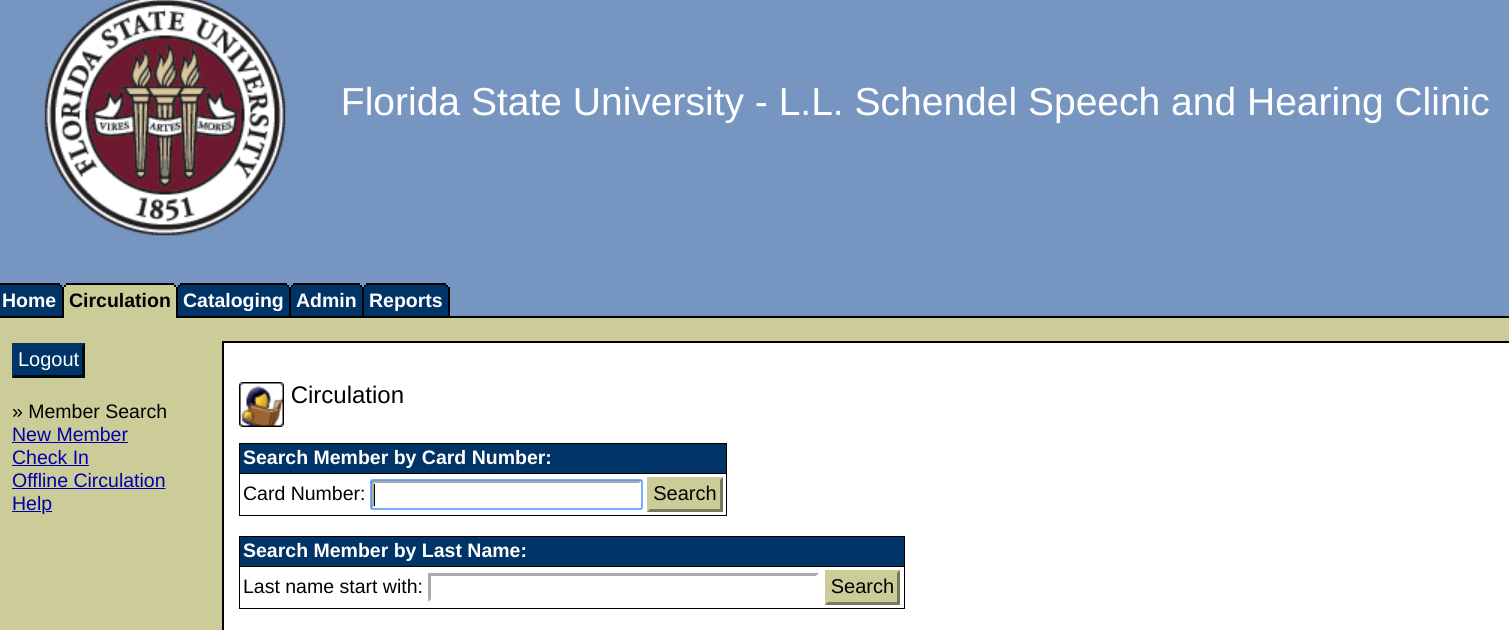 FLORIDA STATE UNIVERSITY
VIRES ARTES MORES
1851
Florida State University - L.L. Schendel Speech and Hearing Clinic
Home Circulation Cataloging Admin Reports
Logout
» Member Search
New Member
Check In
Offline Circulation
Help
Circulation
Search Member by Card Number:
Card Number: Search
Search Member by Last Name:
Last name start with: Search